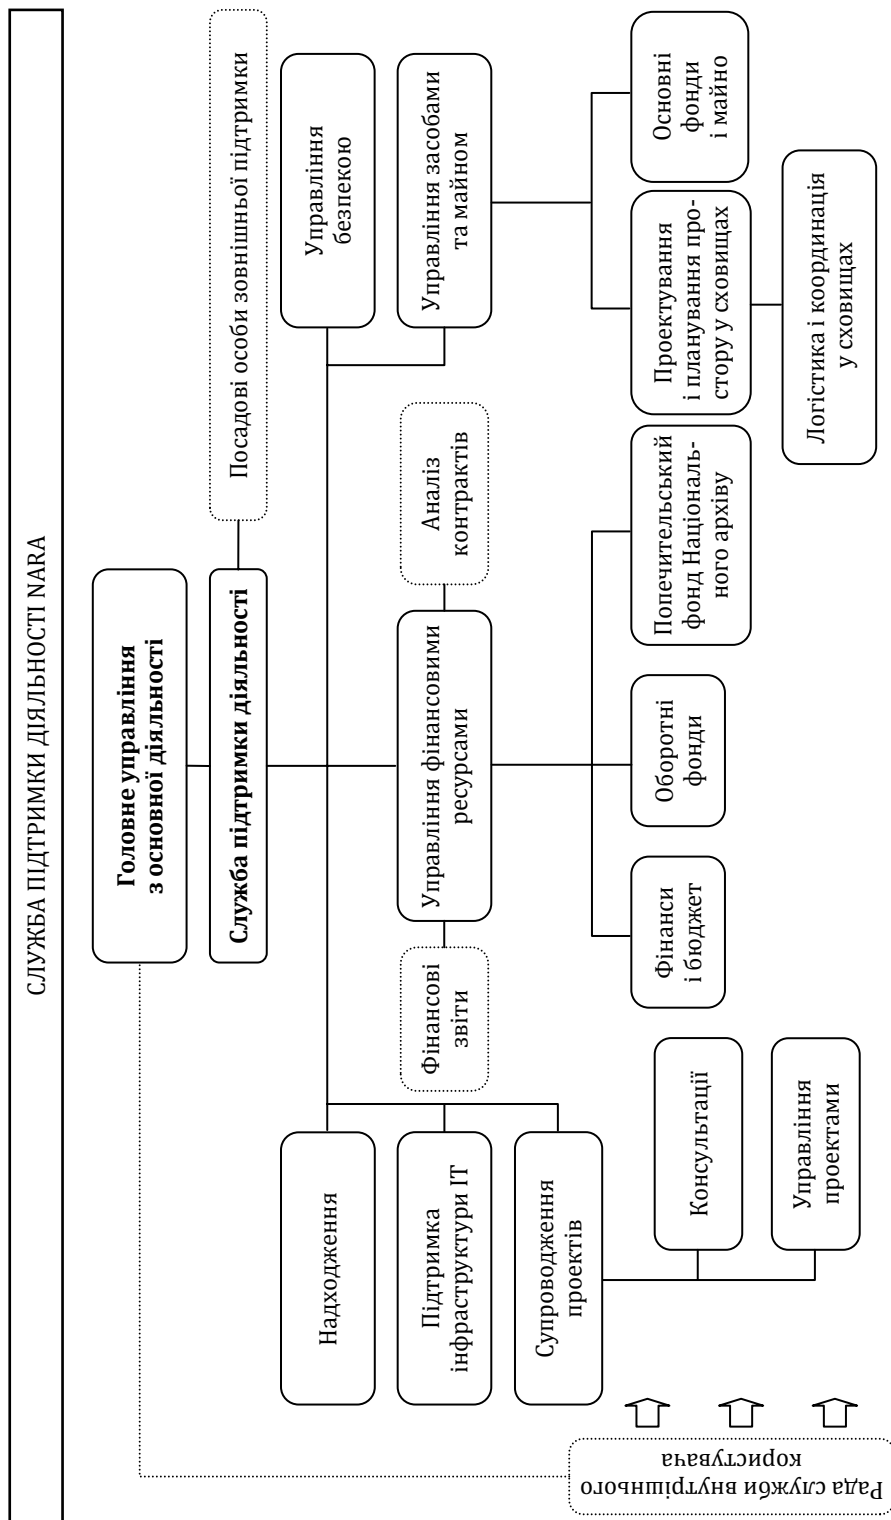 СЛУЖБА ПІДТРИМКИ ДІЯЛЬНОСТІ NARA
Головне управління
з основної діяльності
Служба підтримки діяльності
Посадові особи зовнішньої підтримки
Надходження
Підтримка
інфраструктури ІТ
Супроводження
проектів
Консультації
Управління
проектами
Фінансові
звіти
Управління фінансовими
ресурсами
Аналіз
контрактів
Фінанси
і бюджет
Оборотні
фонди
Попечительський
фонд Національ-
ного архіву
Управління
безпекою
Управління засобами
та майном
Проектування
і планування про-
стору у сховищах
Основні
фонди
і майно
Логістика і координація
у сховищах
Рада служби внутрішнього
користувача